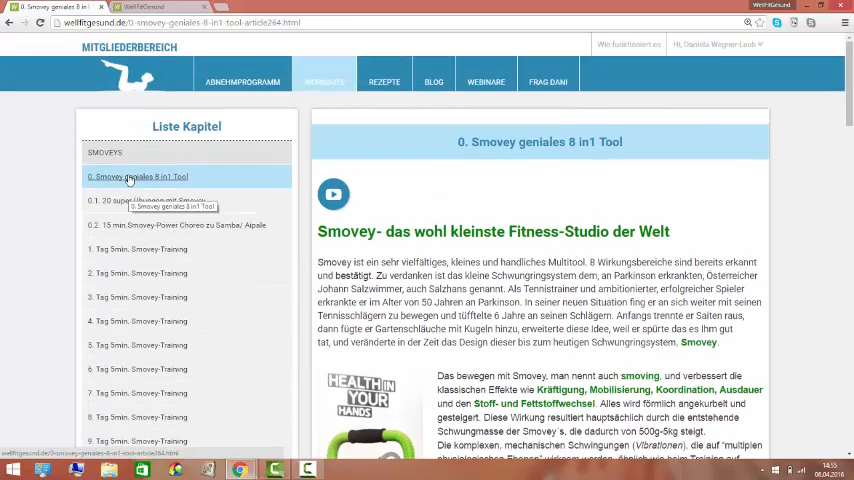 0. Smovey geniales 8 in1
WellFitGesund.de
WellFitGesund
wellfitgesund.de/0-smovey-geniales-8-in-1-tool-article264.html
MITGLIEDERBEREICH
Wie funktioniert es
Hi, Daniela Wegner-Laub
ABNEHMPROGRAMM
WORKOUTS
REZEPTE
BLOG
WEBINARE
FRAG DANI
Liste Kapitel
SMOVEYS
0. Smovey geniales 8 in1 Tool
0.1. 20 super Übungen mit Smovey
0. Smovey geniales 8 in1 Tool
0.2. 15 min.Smovey-Power Choreo zu Samba/ Aipale
1. Tag 5min. Smovey-Training
2. Tag 5min. Smovey-Training
3. Tag 5min. Smovey-Training
4. Tag 5min. Smovey-Training
5. Tag 5min. Smovey-Training
6. Tag 5min. Smovey-Training
7. Tag 5min. Smovey-Training
8. Tag 5min. Smovey-Training
9. Tag 5min. Smovey-Training
0. Smovey geniales 8 in1 Tool
Smovey- das wohl kleinste Fitness-Studio der Welt
Smovey ist ein sehr vielfältiges, kleines und handliches Multitool. 8 Wirkungsbereiche sind bereits erkannt
und bestätigt. Zu verdanken ist das kleine Schwungringsystem dem, an Parkinson erkrankten, Österreicher
Johann Salzwimmer, auch Salzhans genannt. Als Tennistrainer und ambitionierter, erfolgreicher Spieler
erkrankte er im Alter von 50 Jahren an Parkinson. In seiner neuen Situation fing er an sich weiter mit seinen
Tennisschlägern zu bewegen und tüfftelte 6 Jahre an seinen Schlägern. Anfangs trennte er Saiten raus,
dann fügte er Gartenschläuche mit Kugeln hinzu, erweiterte diese Idee, weil er spürte das es Ihm gut
tat, und veränderte in der Zeit das Design dieser bis zum heutigen Schwungringsystem, Smovey.
HEALTH IN
YOUR
HANDS
Das bewegen mit Smovey, man nennt auch smoving, und verbessert die
klassischen Effekte wie Kräftigung, Mobilisierung, Koordination, Ausdauer
und den Stoff- und Fettstoffwechsel. Alles wird förmlich angekurbelt und
gesteigert. Diese Wirkung resultiert hauptsächlich durch die entstehende
Schwungmasse der Smovey´s, die dadurch von 500g-5kg steigt.
Die komplexen, mechanischen Schwingungen (Vibrationen), die auf "multiplen
wellfitgesund.de/0-smovey-geniales-8-in-1-tool-article264.html
14:55
06.04.2016